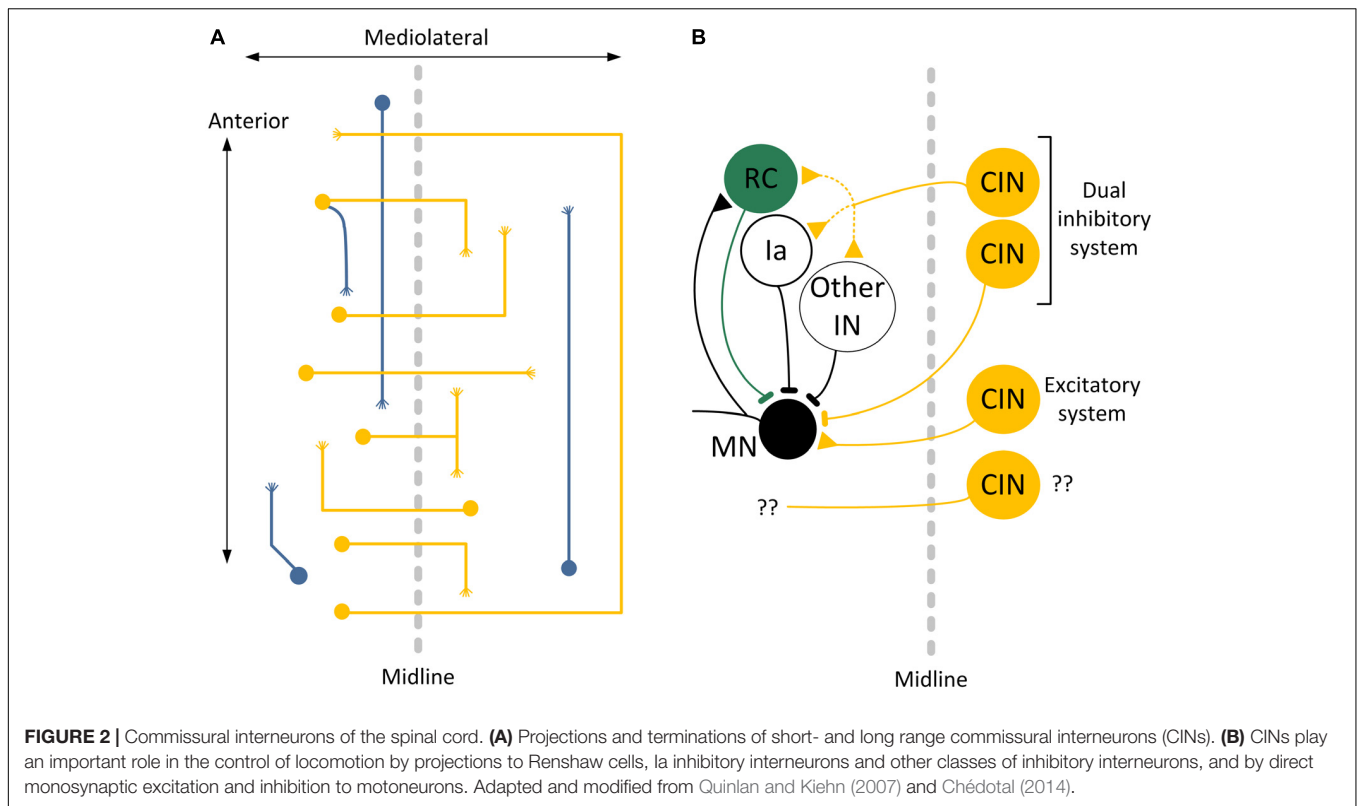 A
Mediolateral
Anterior
Midline
B
RC
Ia
Other
IN
MN
??
CIN
CIN
Dual
inhibitory
system
CIN
Excitatory
system
CIN
??
Midline
FIGURE 2 | Commissural interneurons of the spinal cord. (A) Projections and terminations of short- and long range commissural interneurons (CINs). (B) CINs play
an important role in the control of locomotion by projections to Renshaw cells, Ia inhibitory interneurons and other classes of inhibitory interneurons, and by direct
monosynaptic excitation and inhibition to motoneurons. Adapted and modified from Quinlan and Kiehn (2007) and Chédotal (2014).